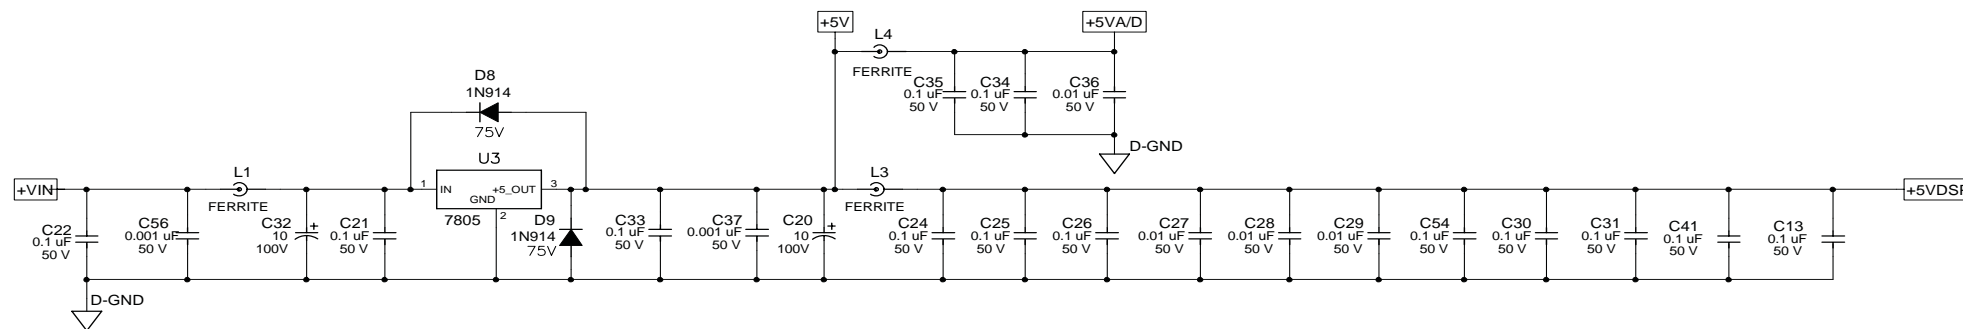 +5V
+5VA/D
L4
FERRITE
C35
0.1 uF
50 V
C34
0.1 uF
50 V
C36
0.01 uF
50 V
D-GND
D8
1N914
75V
U3
1
IN
+5_OUT
3
GND
2
7805
+VIN
L1
FERRITE
L3
FERRITE
+5VDSP
C22
0.1 uF
50 V
C56
0.001 uF
50 V
C32
10
100V
+
C21
0.1 uF
50 V
D9
1N914
75V
C33
0.1 uF
50 V
C37
0.001 uF
50 V
C20
10
100V
+
C24
0.1 uF
50 V
C25
0.1 uF
50 V
C26
0.1 uF
50 V
C27
0.01 uF
50 V
C28
0.01 uF
50 V
C29
0.01 uF
50 V
C54
0.1 uF
50 V
C30
0.1 uF
50 V
C31
0.1 uF
50 V
C41
0.1 uF
50 V
C13
0.1 uF
50 V
D-GND